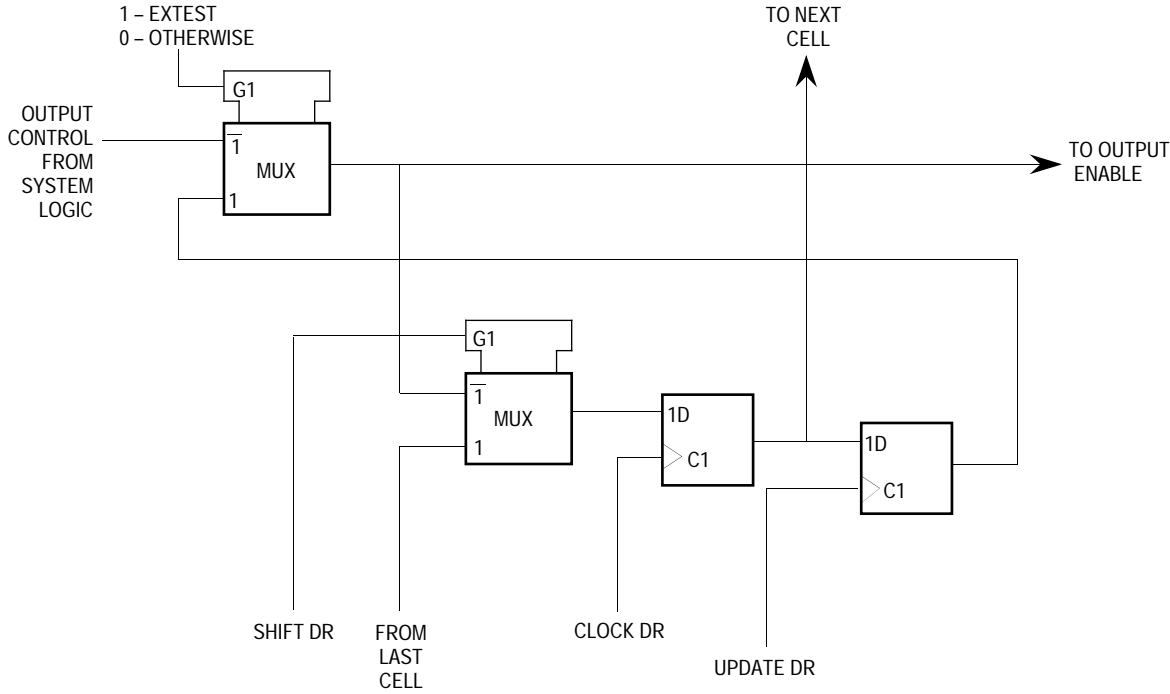 1 – EXTEST
0 – OTHERWISE
TO NEXT
CELL
G1
OUTPUT
CONTROL
FROM
SYSTEM
LOGIC
1̅
MUX
1
TO OUTPUT
ENABLE
G1
1̅
MUX
1
1D
C1
1D
C1
SHIFT DR
FROM
LAST
CELL
CLOCK DR
UPDATE DR